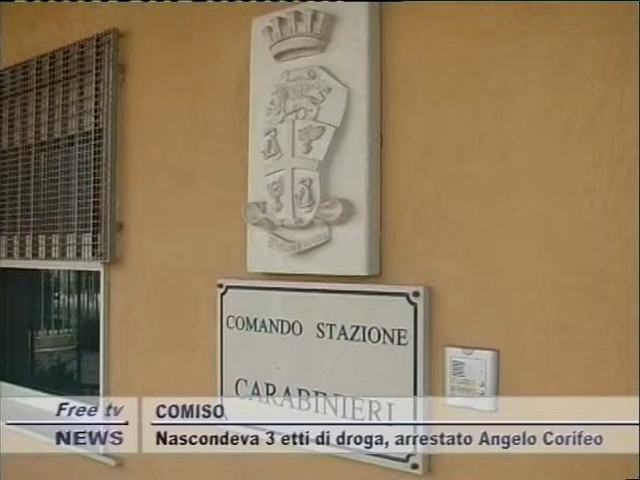 COMANDO STAZIONE
CARABINIERI
Free tv
NEWS
COMISO
Nascondeva 3 etti di droga, arrestato Angelo Corifeo